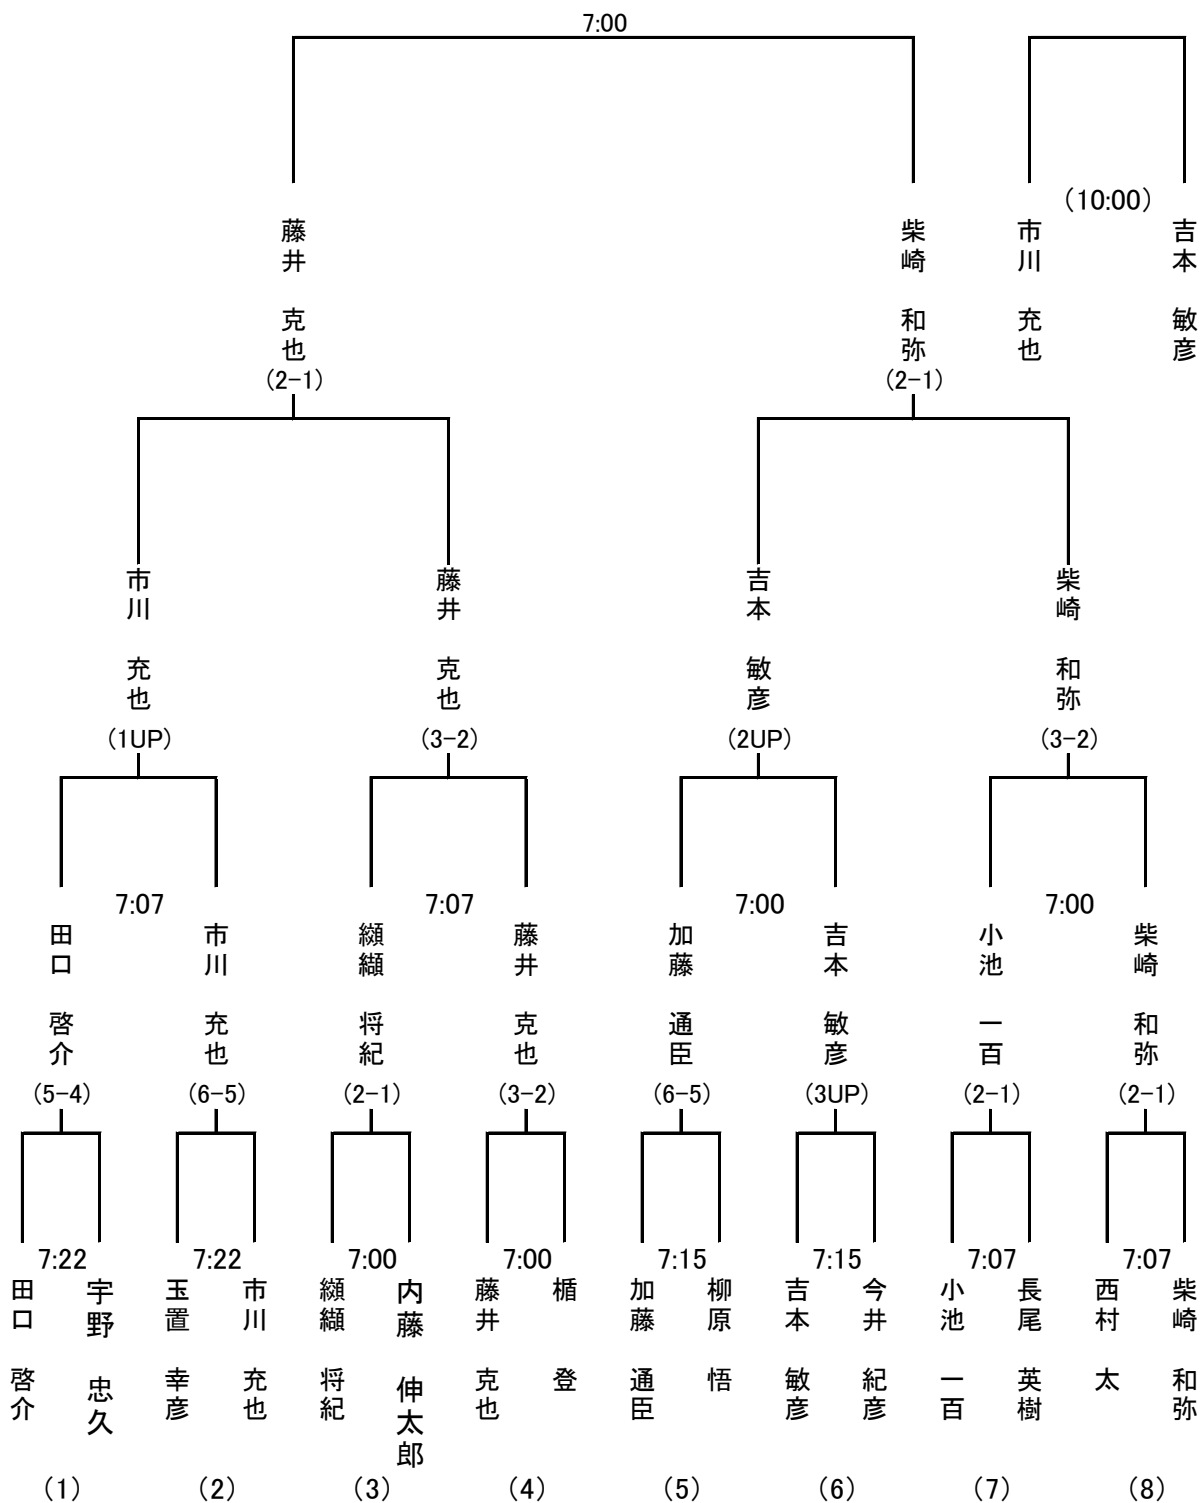 7:00
(10:00)
藤井 克也
柴崎 和弥
市川 充也
吉本 敏彦
(2-1)
(2-1)
市川 充也
藤井 克也
吉本 敏彦
柴崎 和弥
(1UP)
(3-2)
(2UP)
(3-2)
7:07
7:07
7:00
7:00
田口 啓介
市川 充也
纐纈 将紀
藤井 克也
加藤 通臣
吉本 敏彦
小池 一百
柴崎 和弥
(5-4)
(6-5)
(2-1)
(3-2)
(6-5)
(3UP)
(2-1)
(2-1)
7:22
7:22
7:00
7:00
7:15
7:15
7:07
7:07
田口 啓介
宇野 忠久
玉置 幸彦
市川 充也
纐纈 将紀
内藤 伸太郎
藤井 克也
楯 登
加藤 通臣
柳原 悟
吉本 敏彦
今井 紀彦
小池 一百
長尾 英樹
西村 太
柴崎 和弥
(1)
(2)
(3)
(4)
(5)
(6)
(7)
(8)